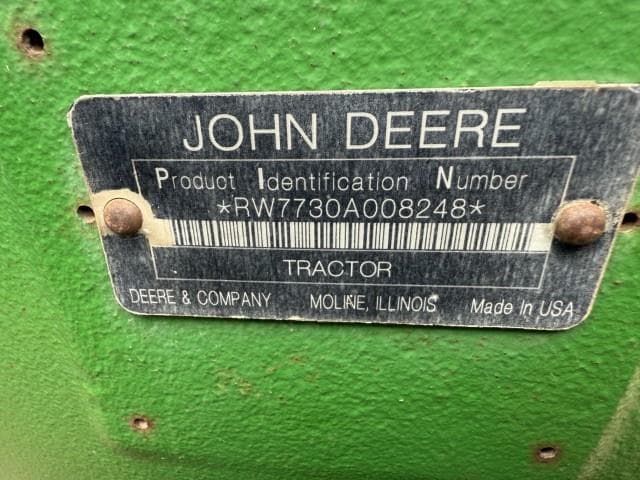 JOHN DEERE
Product Identification Number
*RW7730A008248*
TRACTOR
DEERE & COMPANY MOLINE, ILLINOIS Made In USA